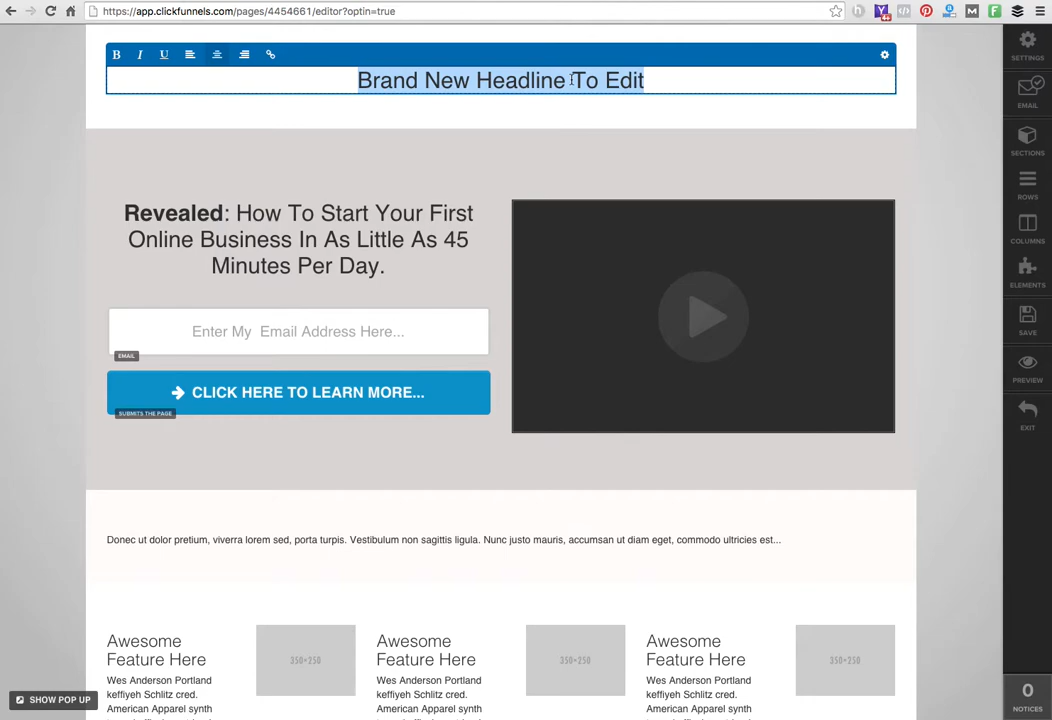 https://app.clickfunnels.com/pages/4454661/editor?optin=true
B I U
Brand New Headline To Edit
SETTINGS
EMAIL
SECTIONS
ROWS
COLUMNS
ELEMENTS
SAVE
PREVIEW
EXIT
Revealed: How To Start Your First
Online Business In As Little As 45
Minutes Per Day.
Enter My  Email Address Here...
EMAIL
CLICK HERE TO LEARN MORE...
SUBMITS THE PAGE
Donec ut dolor pretium, viverra lorem sed, porta turpis. Vestibulum non sagittis ligula. Nunc justo mauris, accumsan ut diam eget, commodo ultricies est...
Awesome
Feature Here
Wes Anderson Portland
keffiyeh Schlitz cred.
American Apparel synth
350×250
Awesome
Feature Here
Wes Anderson Portland
keffiyeh Schlitz cred.
American Apparel synth
350×250
Awesome
Feature Here
Wes Anderson Portland
keffiyeh Schlitz cred.
American Apparel synth
350×250
SHOW POP UP
0
NOTICES